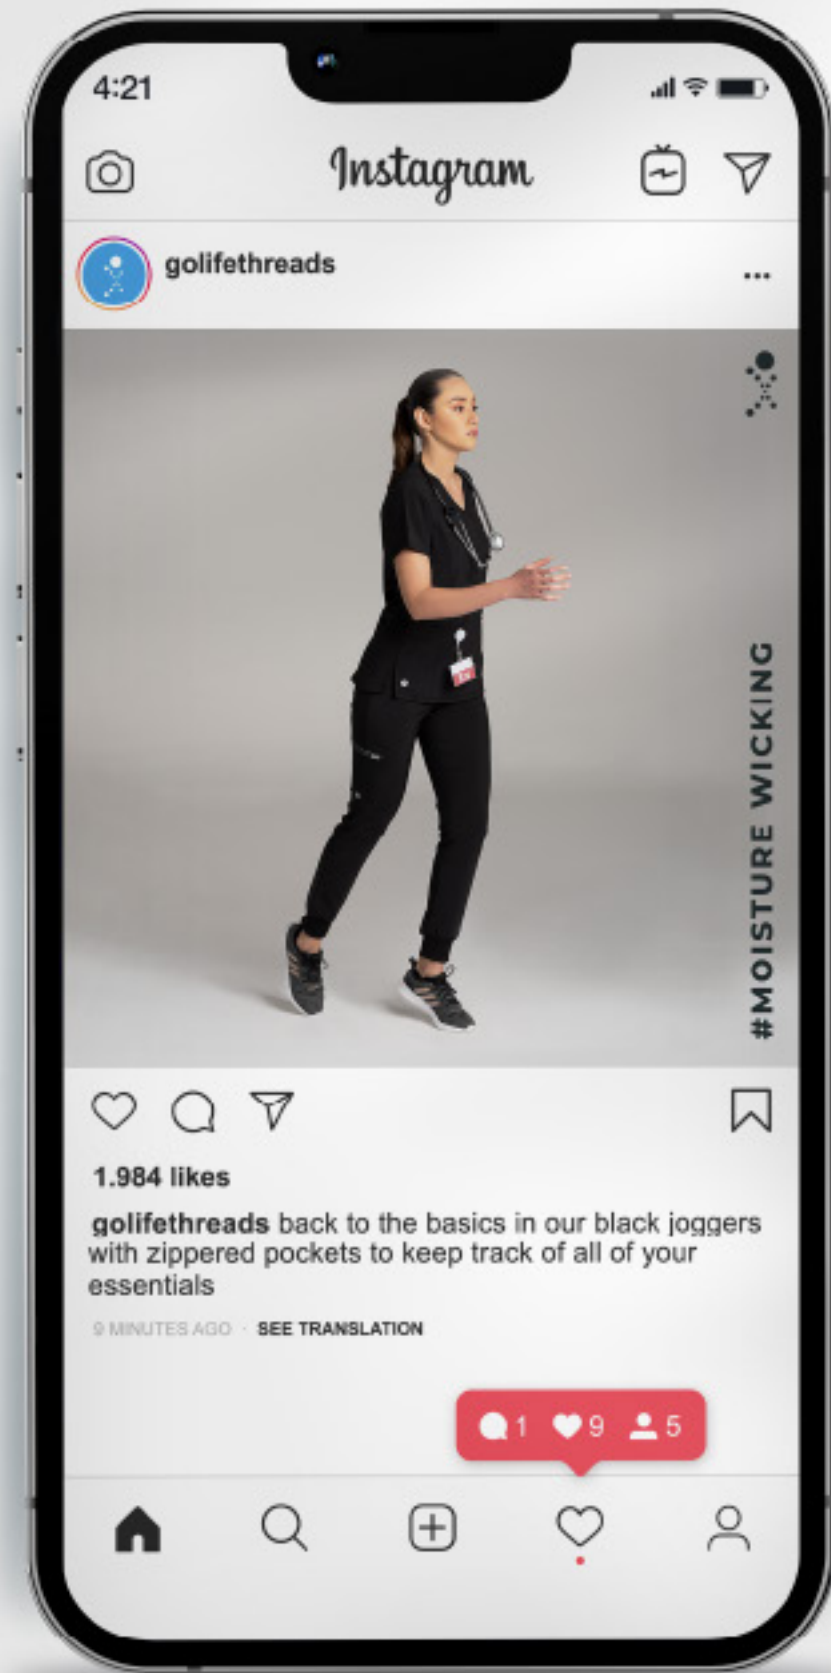 4:21
Instagram
golifethreads
#MOISTURE WICKING
1.984 likes
golifethreads back to the basics in our black joggers
with zippered pockets to keep track of all of your
essentials
9 MINUTES AGO · SEE TRANSLATION
1 9 5